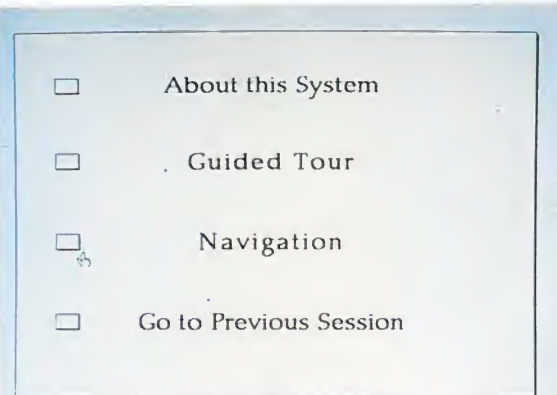 About this System
Guided Tour
Navigation
Go to Previous Session